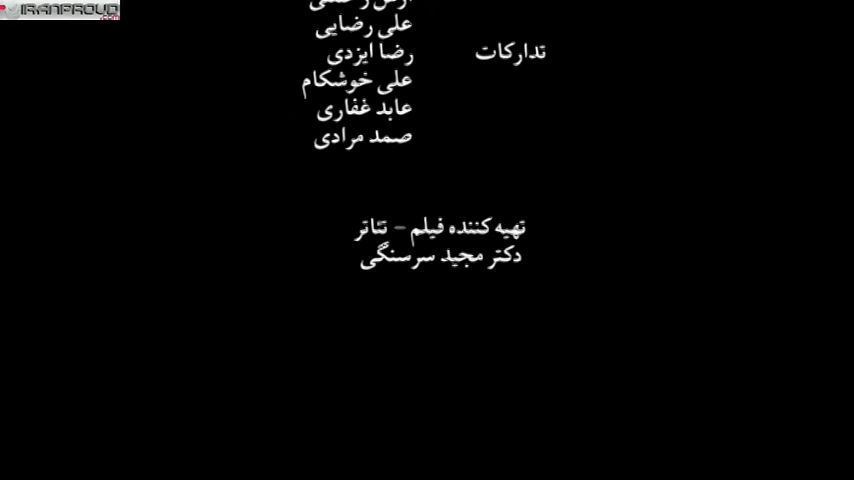 IRANPROUD
.com
علی رضایی
تدارکات رضا ایزدی
علی خوشکام
عابد غفاری
صمد مرادی
تهیه کننده فیلم - تئاتر
دکتر مجید سرسنگی